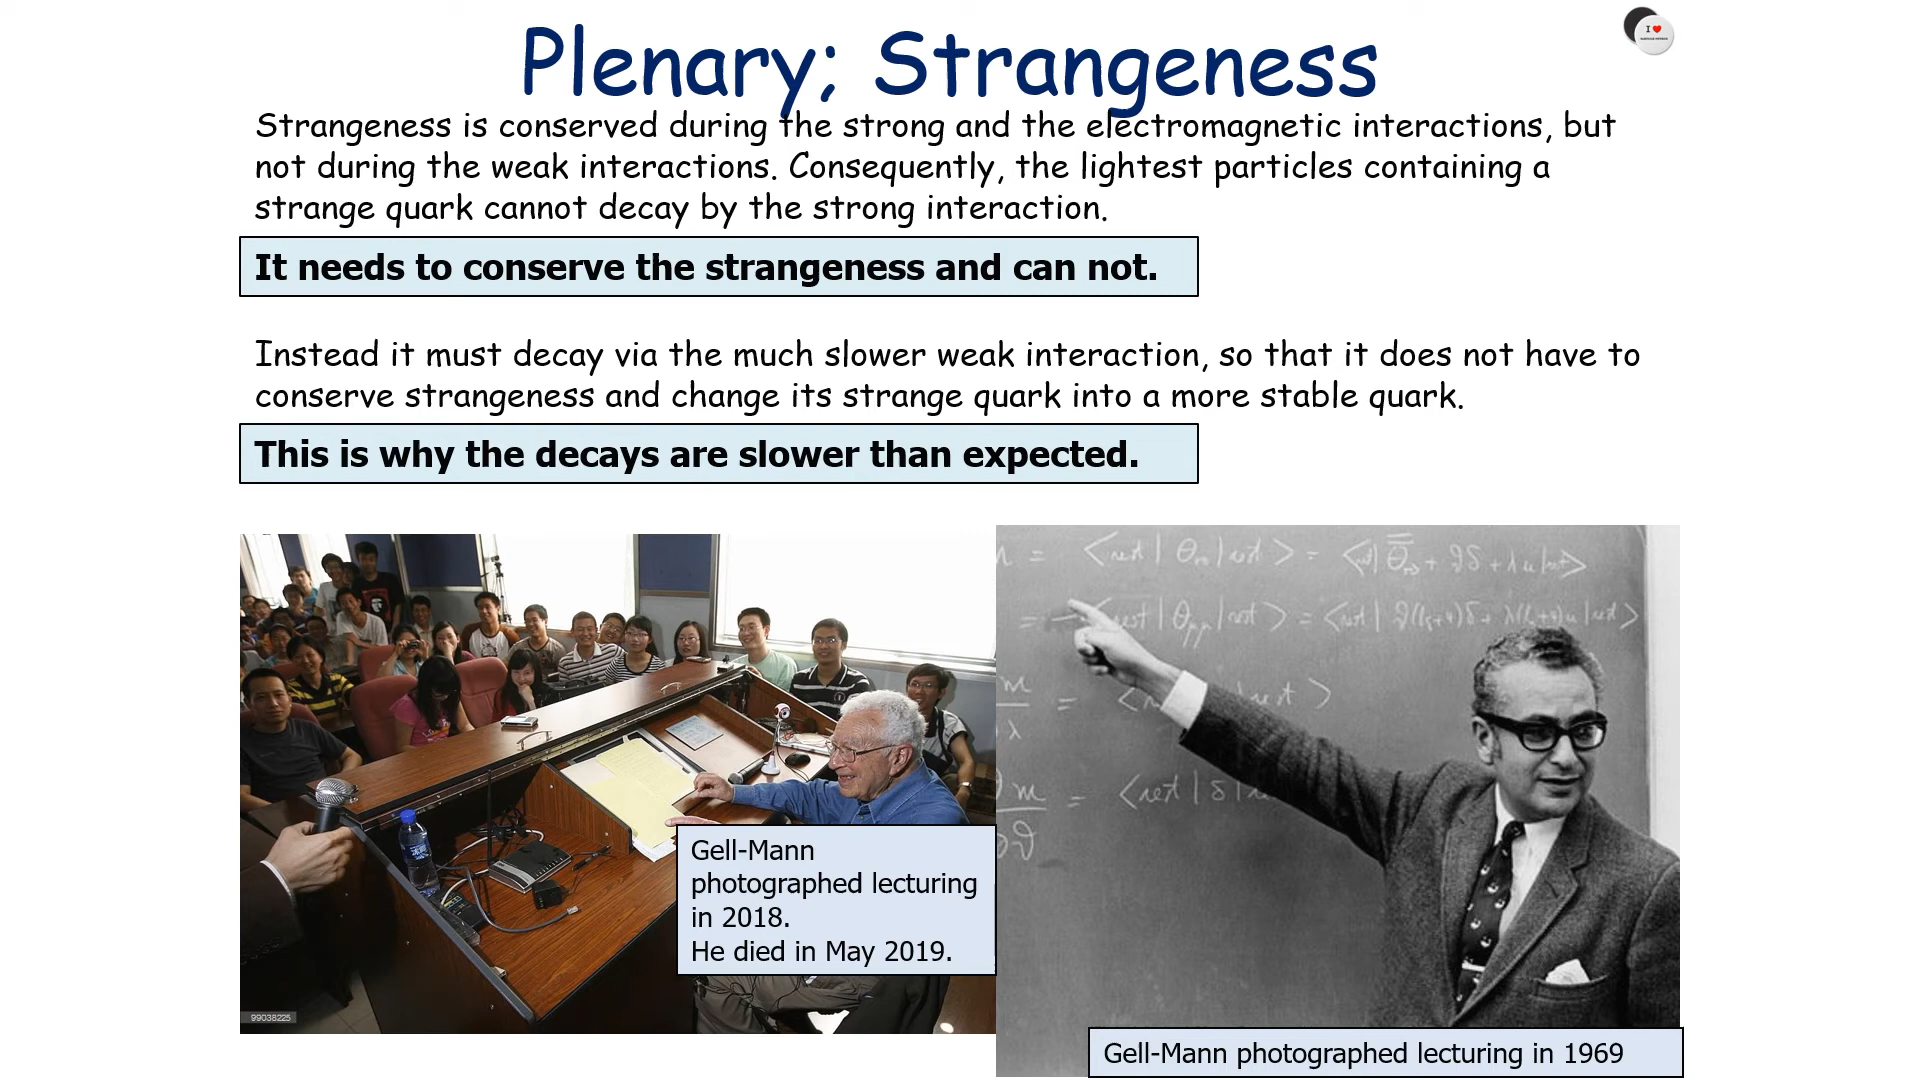 Plenary; Strangeness
I ❤
Strangeness is conserved during the strong and the electromagnetic interactions, but
not during the weak interactions. Consequently, the lightest particles containing a
strange quark cannot decay by the strong interaction.
It needs to conserve the strangeness and can not.
Instead it must decay via the much slower weak interaction, so that it does not have to
conserve strangeness and change its strange quark into a more stable quark.
This is why the decays are slower than expected.
Gell-Mann
photographed lecturing
in 2018.
He died in May 2019.
99038225
Gell-Mann photographed lecturing in 1969